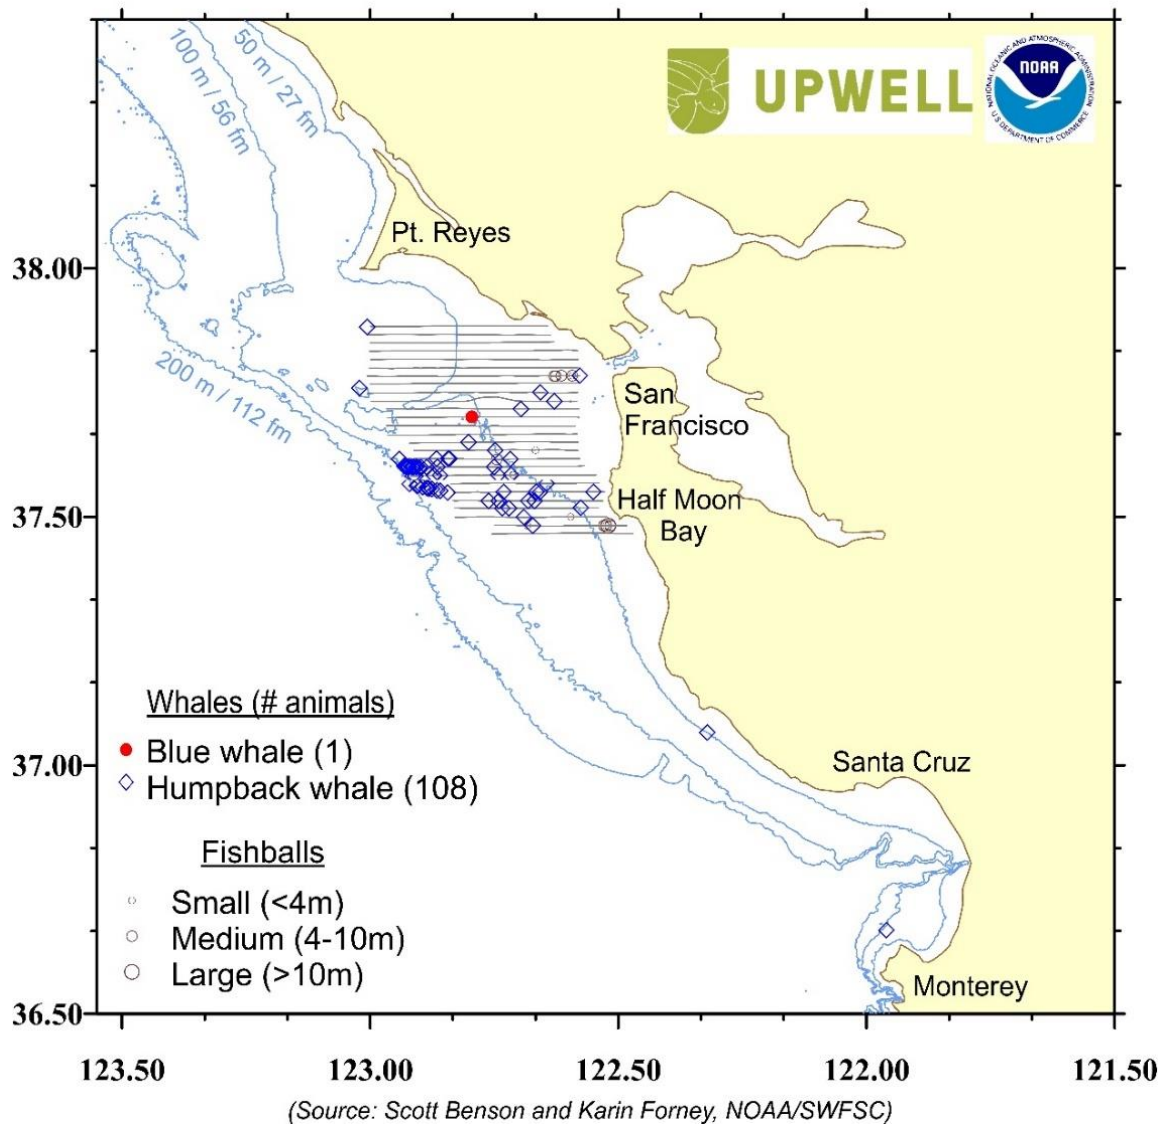 50 m / 27 fm
100 m / 56 fm
UPWELL
NOAA
NATIONAL OCEANIC AND ATMOSPHERIC ADMINISTRATION
U.S. DEPARTMENT OF COMMERCE
Pt. Reyes
38.00
200 m / 112 fm
San
Francisco
Half Moon
Bay
37.50
Whales (# animals)
Blue whale (1)
Humpback whale (108)
37.00
Santa Cruz
Fishballs
Small (<4m)
Medium (4-10m)
Large (>10m)
Monterey
36.50
123.50 123.00 122.50 122.00 121.50
(Source: Scott Benson and Karin Forney, NOAA/SWFSC)